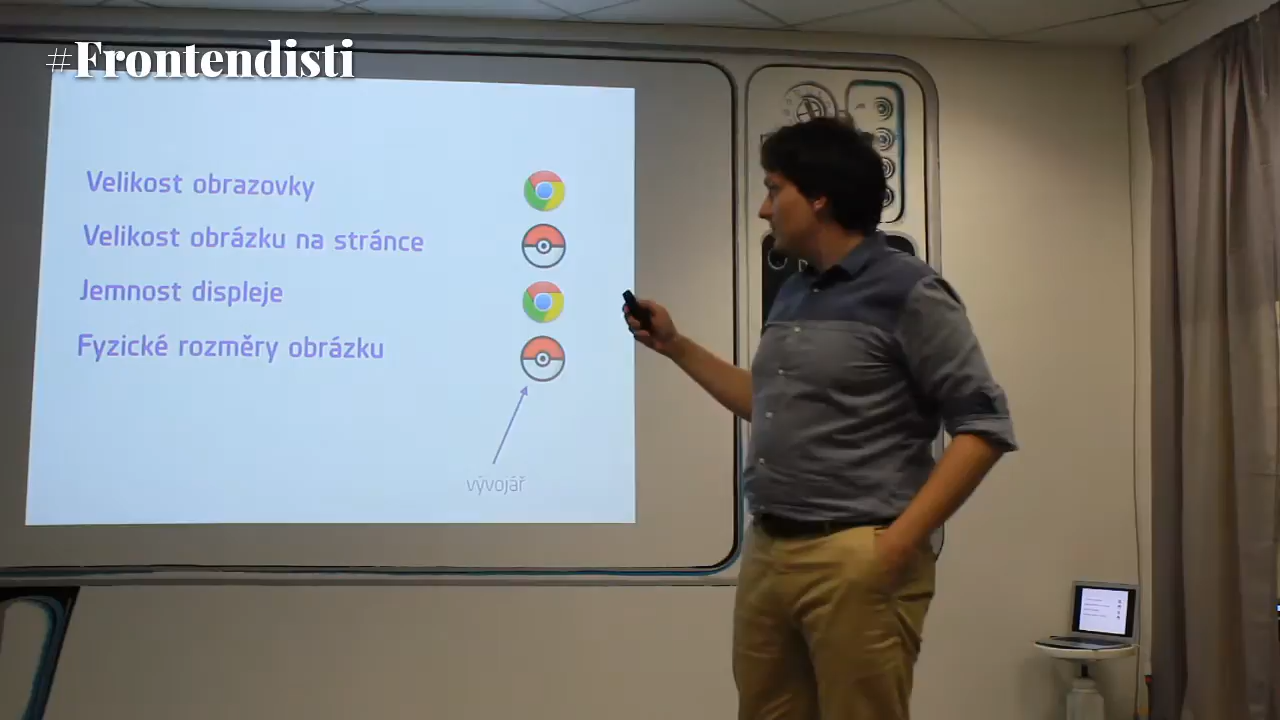 #Frontendisti
Velikost obrazovky
Velikost obrázku na stránce
Jemnost displeje
Fyzické rozměry obrázku
vývojář